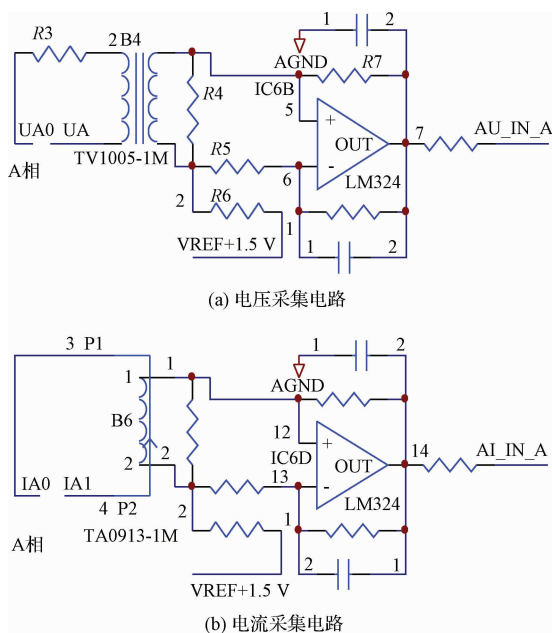 R3
2 B4
1 2
AGND
R7
IC6B
R4
5
+
OUT
7
AU_IN_A
UA0 UA
TV1005-1M
R5
6
-
LM324
A相
2
R6
1
VREF+1.5 V
1 2
(a) 电压采集电路
3 P1
1
1 2
AGND
1
B6
2
2
12
+
IC6D
OUT
14
AI_IN_A
IA0 IA1
13
-
4 P2
2
1
LM324
A相
TA0913-1M
2 1
VREF+1.5 V
(b) 电流采集电路